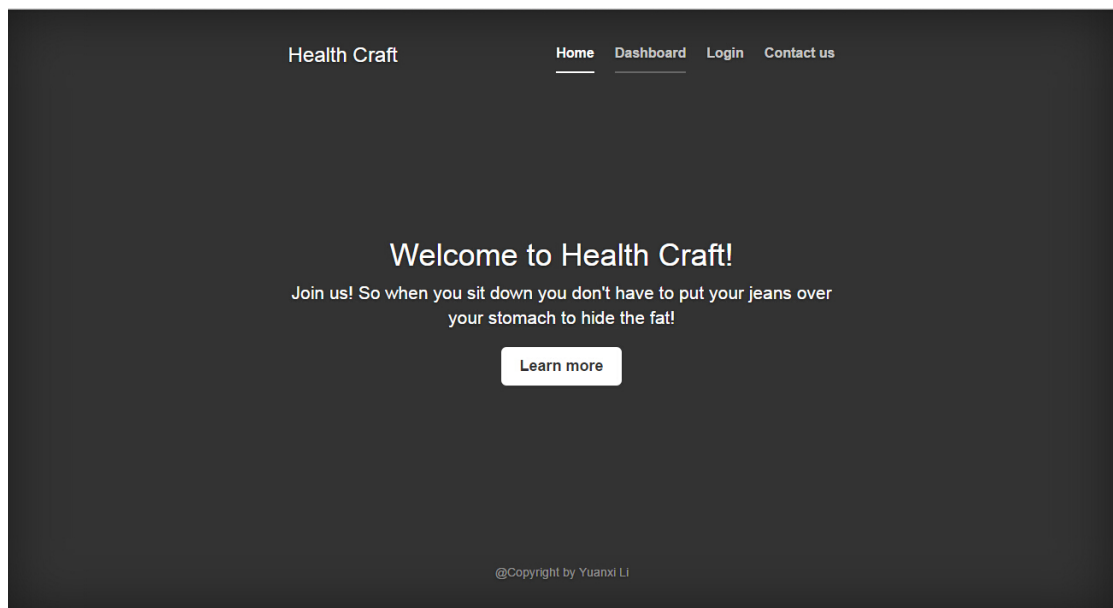 Health Craft
Home Dashboard Login Contact us
Welcome to Health Craft!
Join us! So when you sit down you don't have to put your jeans over
your stomach to hide the fat!
Learn more
@Copyright by Yuanxi Li